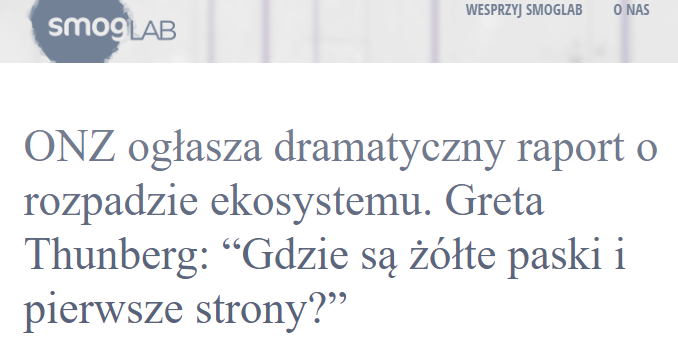 smogLAB
WESPRZYJ SMOGLAB O NAS
ONZ ogłasza dramatyczny raport o
rozpadzie ekosystemu. Greta
Thunberg: “Gdzie są żółte paski i
pierwsze strony?”